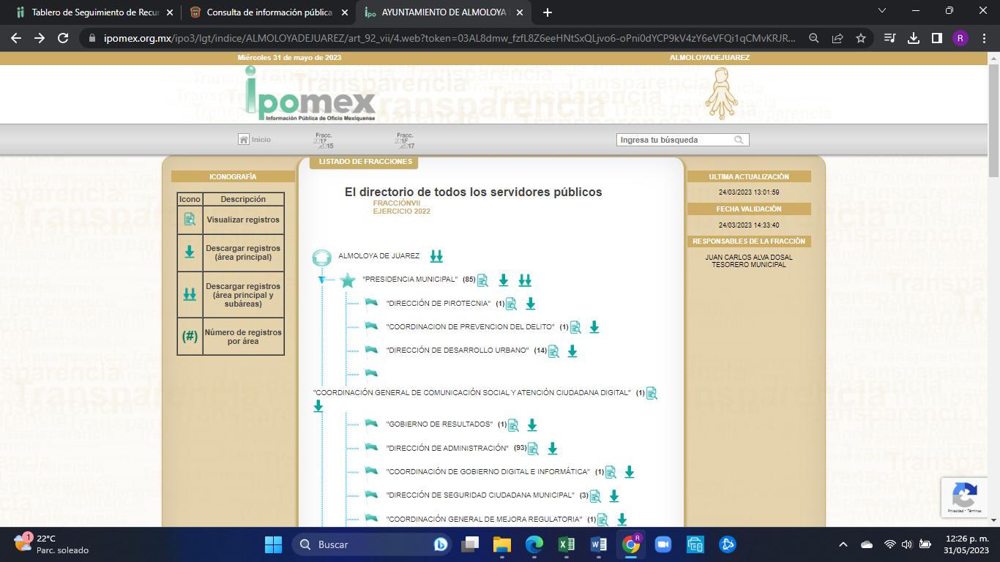 Tablero de Seguimiento de Recur
Consulta de información pública
ipo
AYUNTAMIENTO DE ALMOLOYA
ipomex.org.mx/ipo3/lgt/indice/ALMOLOYADEJUAREZ/art_92_vii/4.web?token=03AL8dmw_fzfL8Z6eeHNtSxQLjvo6-oPni0dYCP9kV4zY6eVFQi1qCMvKRJR...
R
Miércoles 31 de mayo de 2023
ALMOLOYADEJUAREZ
Transparencia
ipomex
Información Pública de Oficio Mexiquense
Inicio
Fracc.
2015
Fracc.
2017
Ingresa tu búsqueda
LISTADO DE FRACCIONES
ICONOGRAFÍA
Icono
Descripción
Visualizar registros
Descargar registros
(área principal)
Descargar registros
(área principal y
subáreas)
(#)
Número de registros
por área
El directorio de todos los servidores públicos
FRACCIÓNVII
EJERCICIO 2022
ALMOLOYA DE JUAREZ
"PRESIDENCIA MUNICIPAL" (85)
"DIRECCIÓN DE PIROTECNIA" (1)
"COORDINACION DE PREVENCION DEL DELITO" (1)
"DIRECCIÓN DE DESARROLLO URBANO" (14)
"COORDINACIÓN GENERAL DE COMUNICACIÓN SOCIAL Y ATENCIÓN CIUDADANA DIGITAL" (1)
"GOBIERNO DE RESULTADOS" (1)
"DIRECCIÓN DE ADMINISTRACIÓN" (93)
"COORDINACIÓN DE GOBIERNO DIGITAL E INFORMÁTICA" (1)
"DIRECCIÓN DE SEGURIDAD CIUDADANA MUNICIPAL" (3)
"COORDINACIÓN GENERAL DE MEJORA REGULATORIA" (1)
ULTIMA ACTUALIZACIÓN
24/03/2023 13:01:59
FECHA VALIDACIÓN
24/03/2023 14:33:40
RESPONSABLES DE LA FRACCIÓN
JUAN CARLOS ALVA DOSAL
TESORERO MUNICIPAL
Privacidad - Términos
1
22°C
Parc. soleado
Buscar
R
12:26 p. m.
31/05/2023